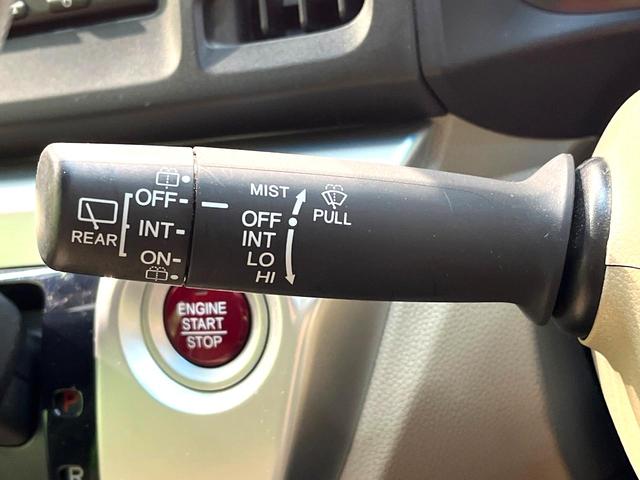 MIST
OFF
OFF
PULL
REAR
INT
INT
ON
LO
HI
ENGINE
START
STOP
P
R